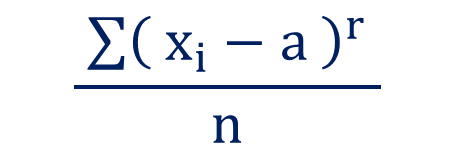 ∑( xᵢ − a )ʳ
n